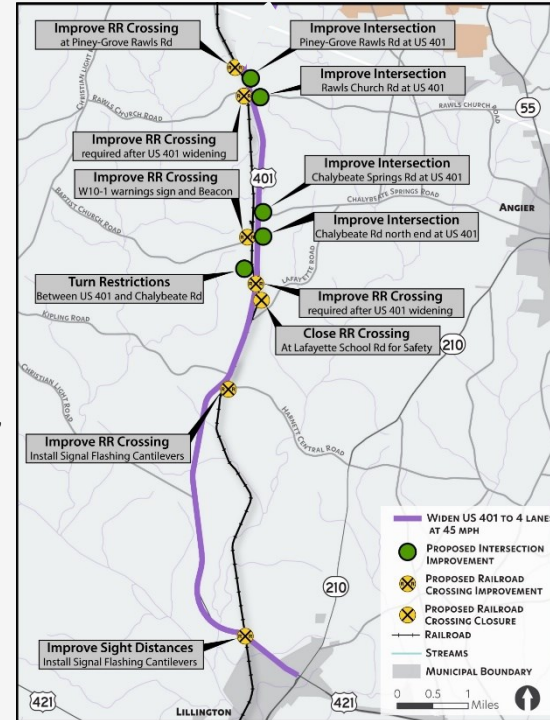 Improve RR Crossing
at Piney-Grove Rawls Rd
Improve Intersection
Piney-Grove Rawls Rd at US 401
Improve Intersection
Rawls Church Rd at US 401
CHRISTIAN LIGHT
RAWLS CHURCH ROAD
RAWLS CHURCH ROAD
55
Improve RR Crossing
required after US 401 widening
Improve RR Crossing
W10-1 warnings sign and Beacon
401
Improve Intersection
Chalybeate Springs Rd at US 401
CHALYBEATE SPRINGS ROAD
ANGIER
BAPTIST CHURCH ROAD
Improve Intersection
Chalybeate Rd north end at US 401
Turn Restrictions
Between US 401 and Chalybeate Rd
LAFAYETTE ROAD
Improve RR Crossing
required after US 401 widening
KIPLING ROAD
Close RR Crossing
At Lafayette School Rd for Safety
210
CHRISTIAN LIGHT ROAD
HARNETT CENTRAL ROAD
Improve RR Crossing
Install Signal Flashing Cantilevers
WIDEN US 401 TO 4 LANES
AT 45 MPH
PROPOSED INTERSECTION
IMPROVEMENT
PROPOSED RAILROAD
CROSSING IMPROVEMENT
PROPOSED RAILROAD
CROSSING CLOSURE
RAILROAD
STREAMS
MUNICIPAL BOUNDARY
0 0.5 1
Miles
210
Improve Sight Distances
Install Signal Flashing Cantilevers
421
LILLINGTON
421